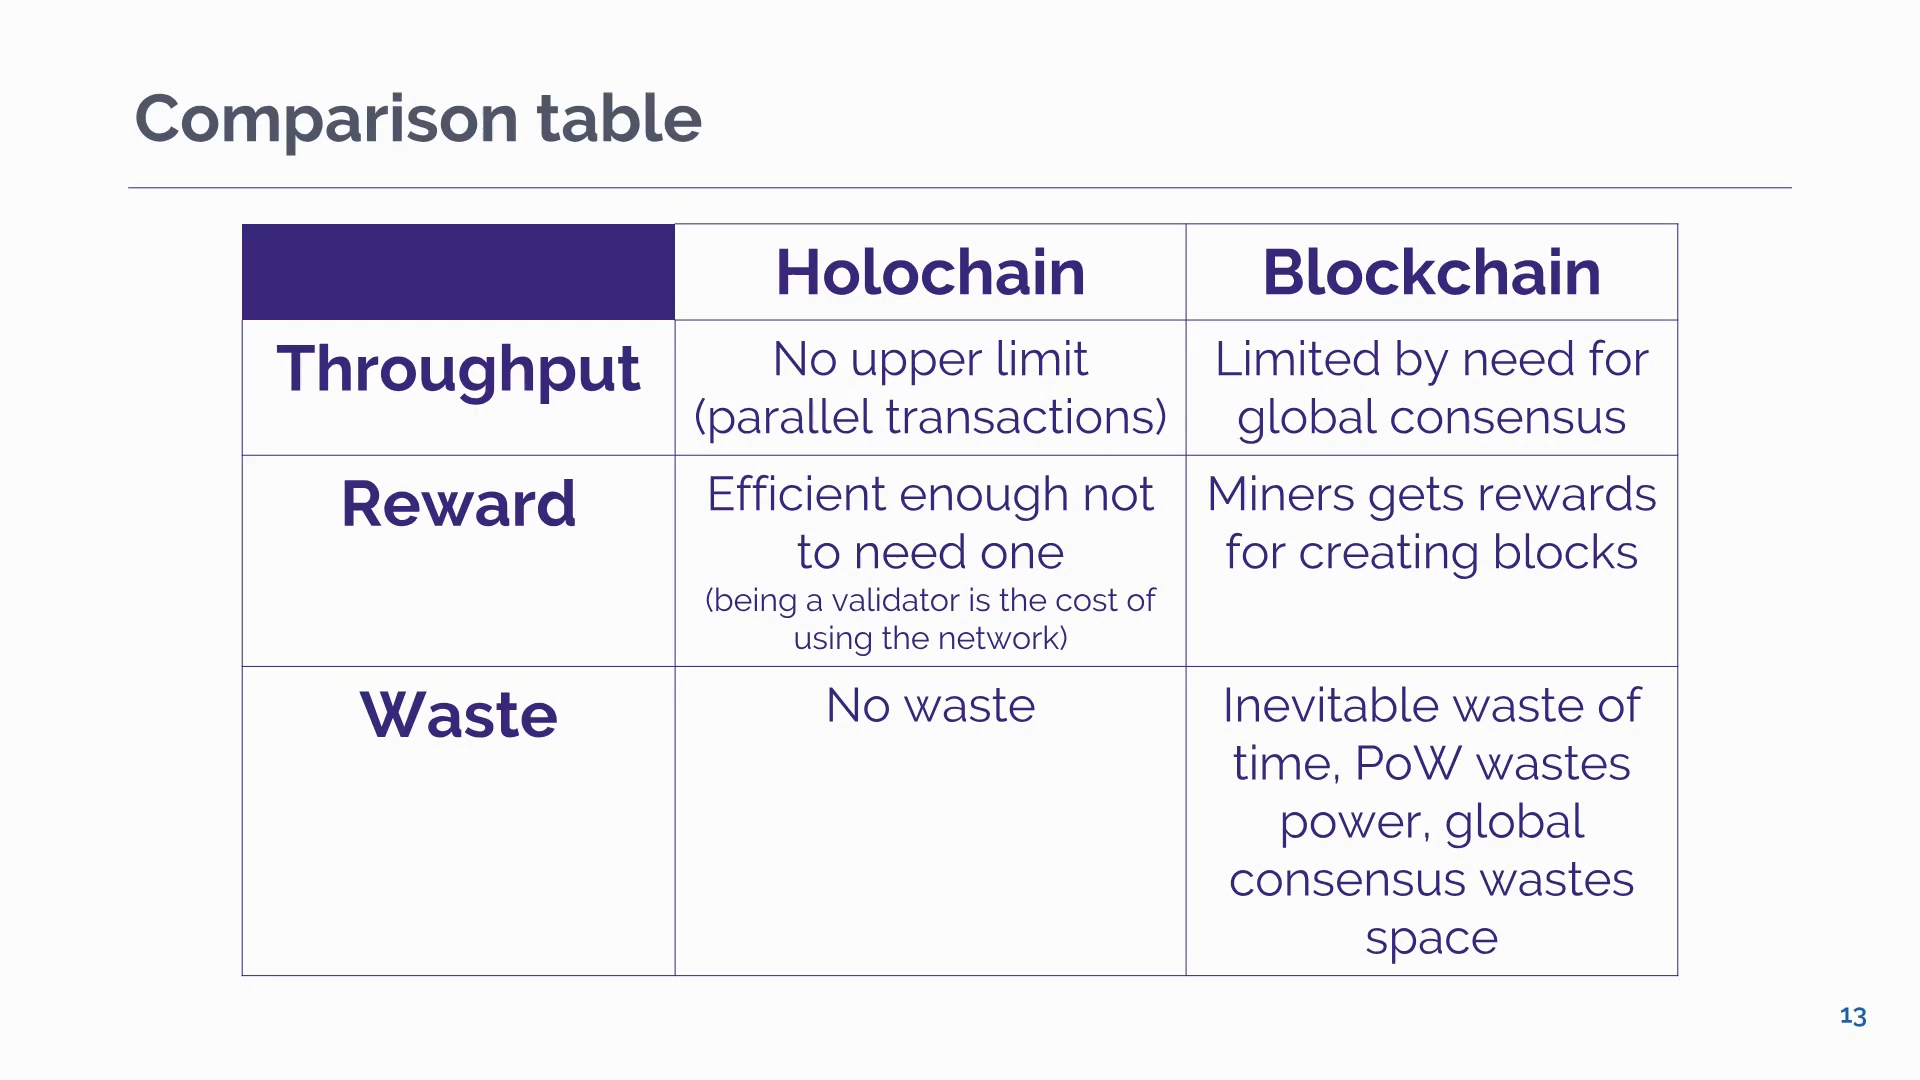 Comparison table
Holochain
Blockchain
Throughput
No upper limit
(parallel transactions)
Limited by need for
global consensus
Reward
Efficient enough not
to need one
(being a validator is the cost of
using the network)
Miners gets rewards
for creating blocks
Waste
No waste
Inevitable waste of
time, PoW wastes
power, global
consensus wastes
space
13